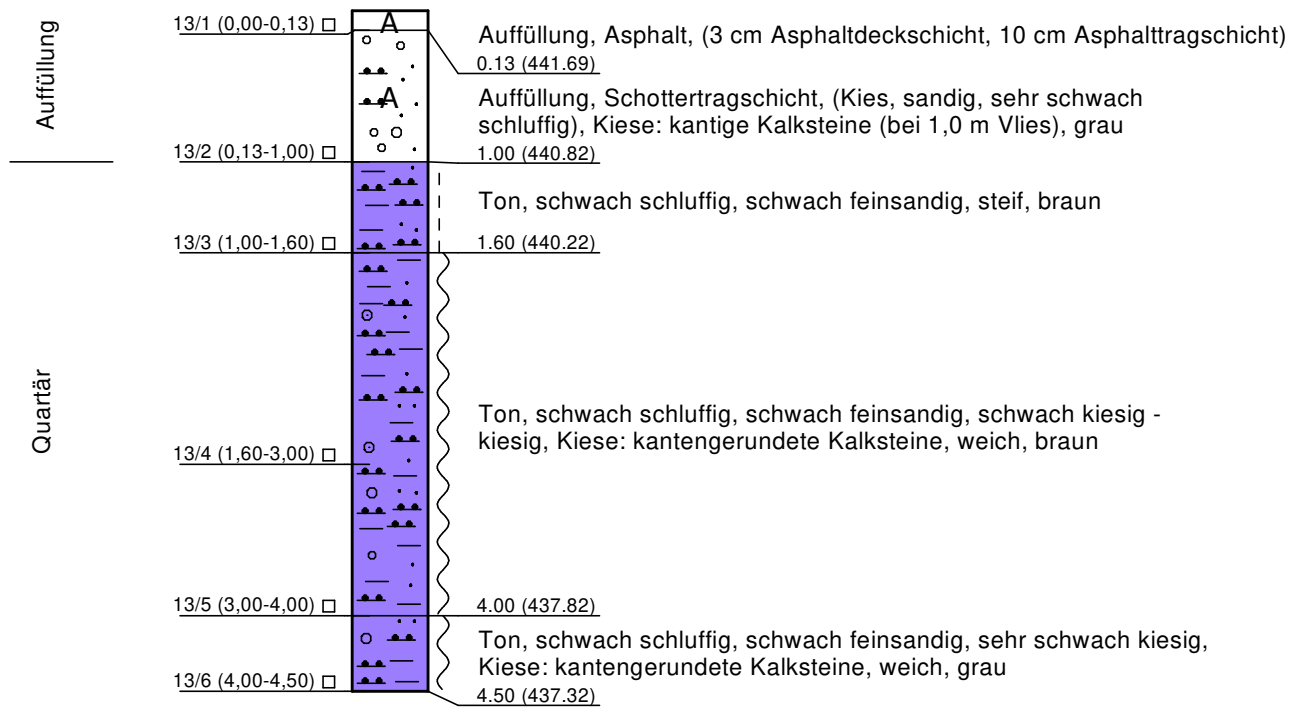 Auffüllung
Quartär
13/1 (0,00-0,13)
A
Auffüllung, Asphalt, (3 cm Asphaltdeckschicht, 10 cm Asphalttragschicht)
0.13 (441.69)
A
Auffüllung, Schottertragschicht, (Kies, sandig, sehr schwach
schluffig), Kiese: kantige Kalksteine (bei 1,0 m Vlies), grau
13/2 (0,13-1,00)
1.00 (440.82)
Ton, schwach schluffig, schwach feinsandig, steif, braun
13/3 (1,00-1,60)
1.60 (440.22)
Ton, schwach schluffig, schwach feinsandig, schwach kiesig -
kiesig, Kiese: kantengerundete Kalksteine, weich, braun
13/4 (1,60-3,00)
13/5 (3,00-4,00)
4.00 (437.82)
Ton, schwach schluffig, schwach feinsandig, sehr schwach kiesig,
Kiese: kantengerundete Kalksteine, weich, grau
13/6 (4,00-4,50)
4.50 (437.32)